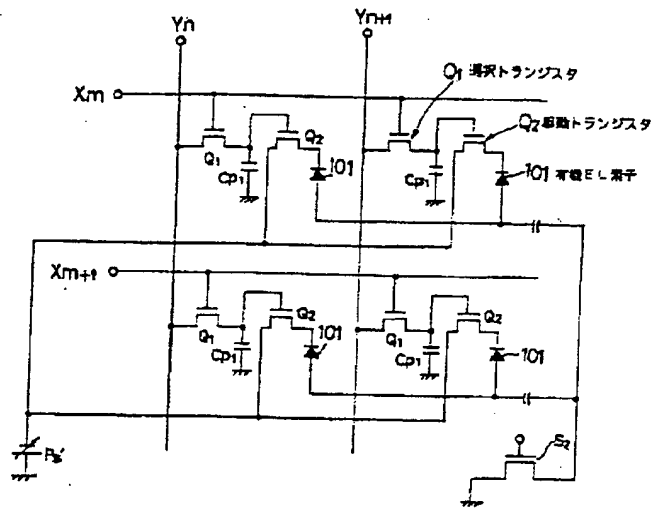 Yn
Yn+1
Q1 選択トランジスタ
Xm
Q2 駆動トランジスタ
Q1
Q2
101
Cp1
Cp1
101 有機EL素子
Xm+1
Q1
Q2
101
Cp1
Q1
Q2
101
Cp1
S2